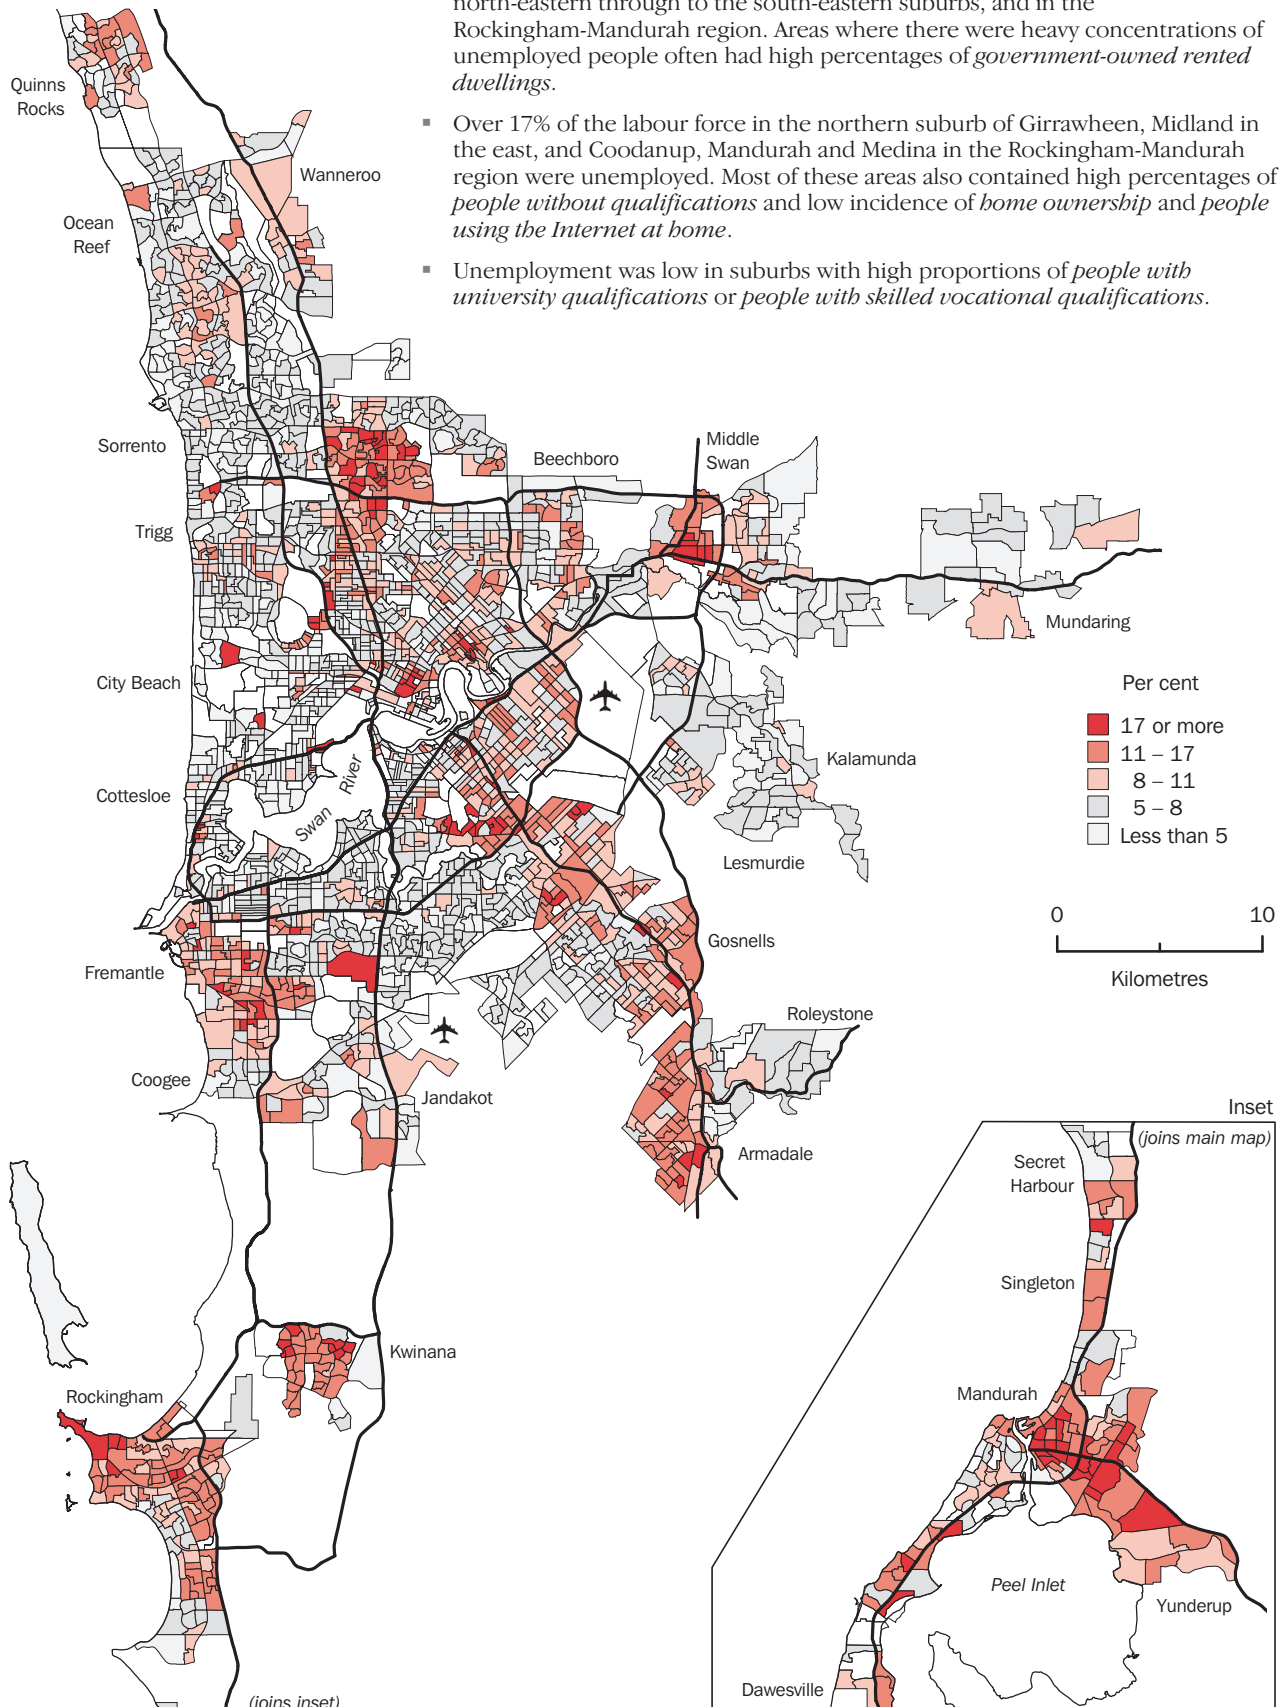 north-eastern through to the south-eastern suburbs, and in the
Rockingham-Mandurah region. Areas where there were heavy concentrations of
unemployed people often had high percentages of government-owned rented
dwellings.
▪ Over 17% of the labour force in the northern suburb of Girrawheen, Midland in
the east, and Coodanup, Mandurah and Medina in the Rockingham-Mandurah
region were unemployed. Most of these areas also contained high percentages of
people without qualifications and low incidence of home ownership and people
using the Internet at home.
▪ Unemployment was low in suburbs with high proportions of people with
university qualifications or people with skilled vocational qualifications.
Quinns
Rocks
Wanneroo
Ocean
Reef
Sorrento
Beechboro
Middle
Swan
Trigg
Mundaring
City Beach
Per cent
17 or more
11 – 17
8 – 11
5 – 8
Less than 5
Kalamunda
Cottesloe
Swan River
Lesmurdie
0 10
Kilometres
Gosnells
Fremantle
Roleystone
Coogee
Jandakot
Armadale
Inset
(joins main map)
Secret
Harbour
Singleton
Kwinana
Rockingham
Mandurah
Peel Inlet
Yunderup
Dawesville
(joins inset)